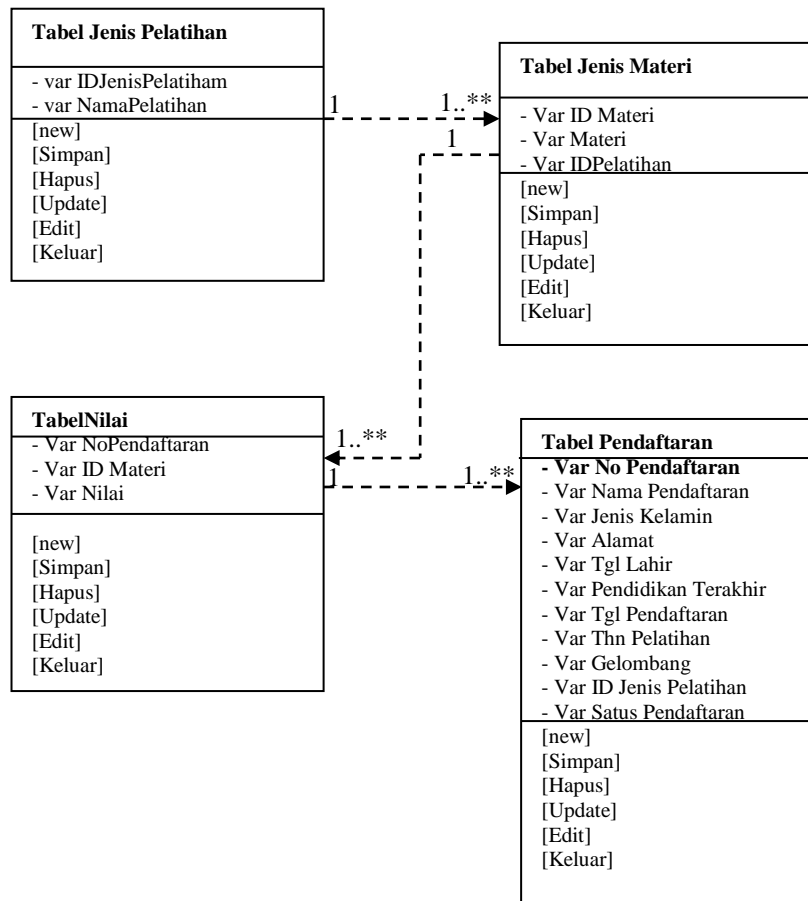 Tabel Jenis Pelatihan
- var IDJenisPelatiham
- var NamaPelatihan
[new]
[Simpan]
[Hapus]
[Update]
[Edit]
[Keluar]
1
1..**
Tabel Jenis Materi
- Var ID Materi
- Var Materi
- Var IDPelatihan
[new]
[Simpan]
[Hapus]
[Update]
[Edit]
[Keluar]
1
1..**
TabelNilai
- Var NoPendaftaran
- Var ID Materi
- Var Nilai
[new]
[Simpan]
[Hapus]
[Update]
[Edit]
[Keluar]
1
1..**
Tabel Pendaftaran
- Var No Pendaftaran
- Var Nama Pendaftaran
- Var Jenis Kelamin
- Var Alamat
- Var Tgl Lahir
- Var Pendidikan Terakhir
- Var Tgl Pendaftaran
- Var Thn Pelatihan
- Var Gelombang
- Var ID Jenis Pelatihan
- Var Satus Pendaftaran
[new]
[Simpan]
[Hapus]
[Update]
[Edit]
[Keluar]